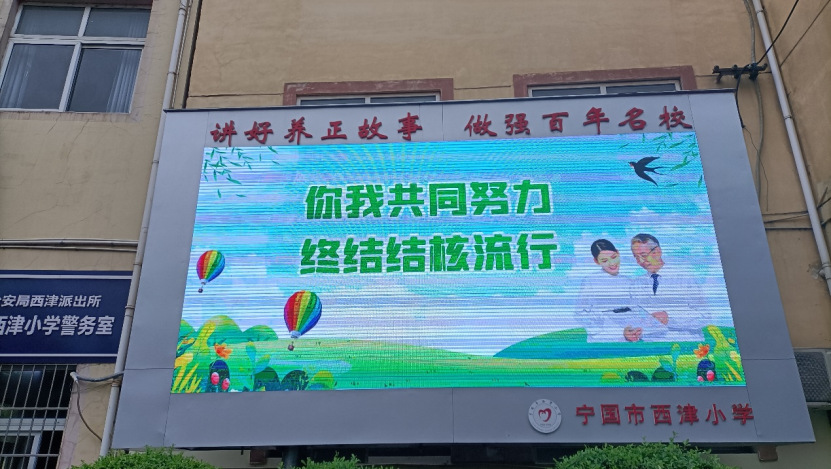 讲好养正故事 做强百年名校
你我共同努力
终结结核流行
安局西津派出所
西津小学警务室
宁国市西津小学